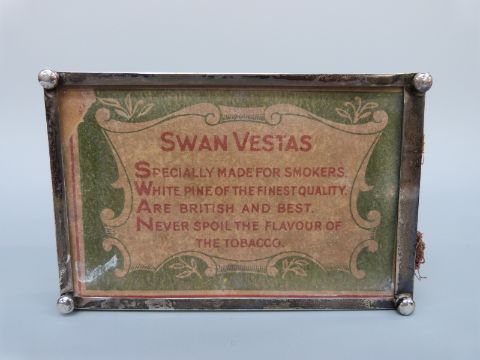 SWAN VESTAS
SPECIALLY MADE FOR SMOKERS.
WHITE PINE OF THE FINEST QUALITY.
ARE BRITISH AND BEST.
NEVER SPOIL THE FLAVOUR OF
THE TOBACCO.